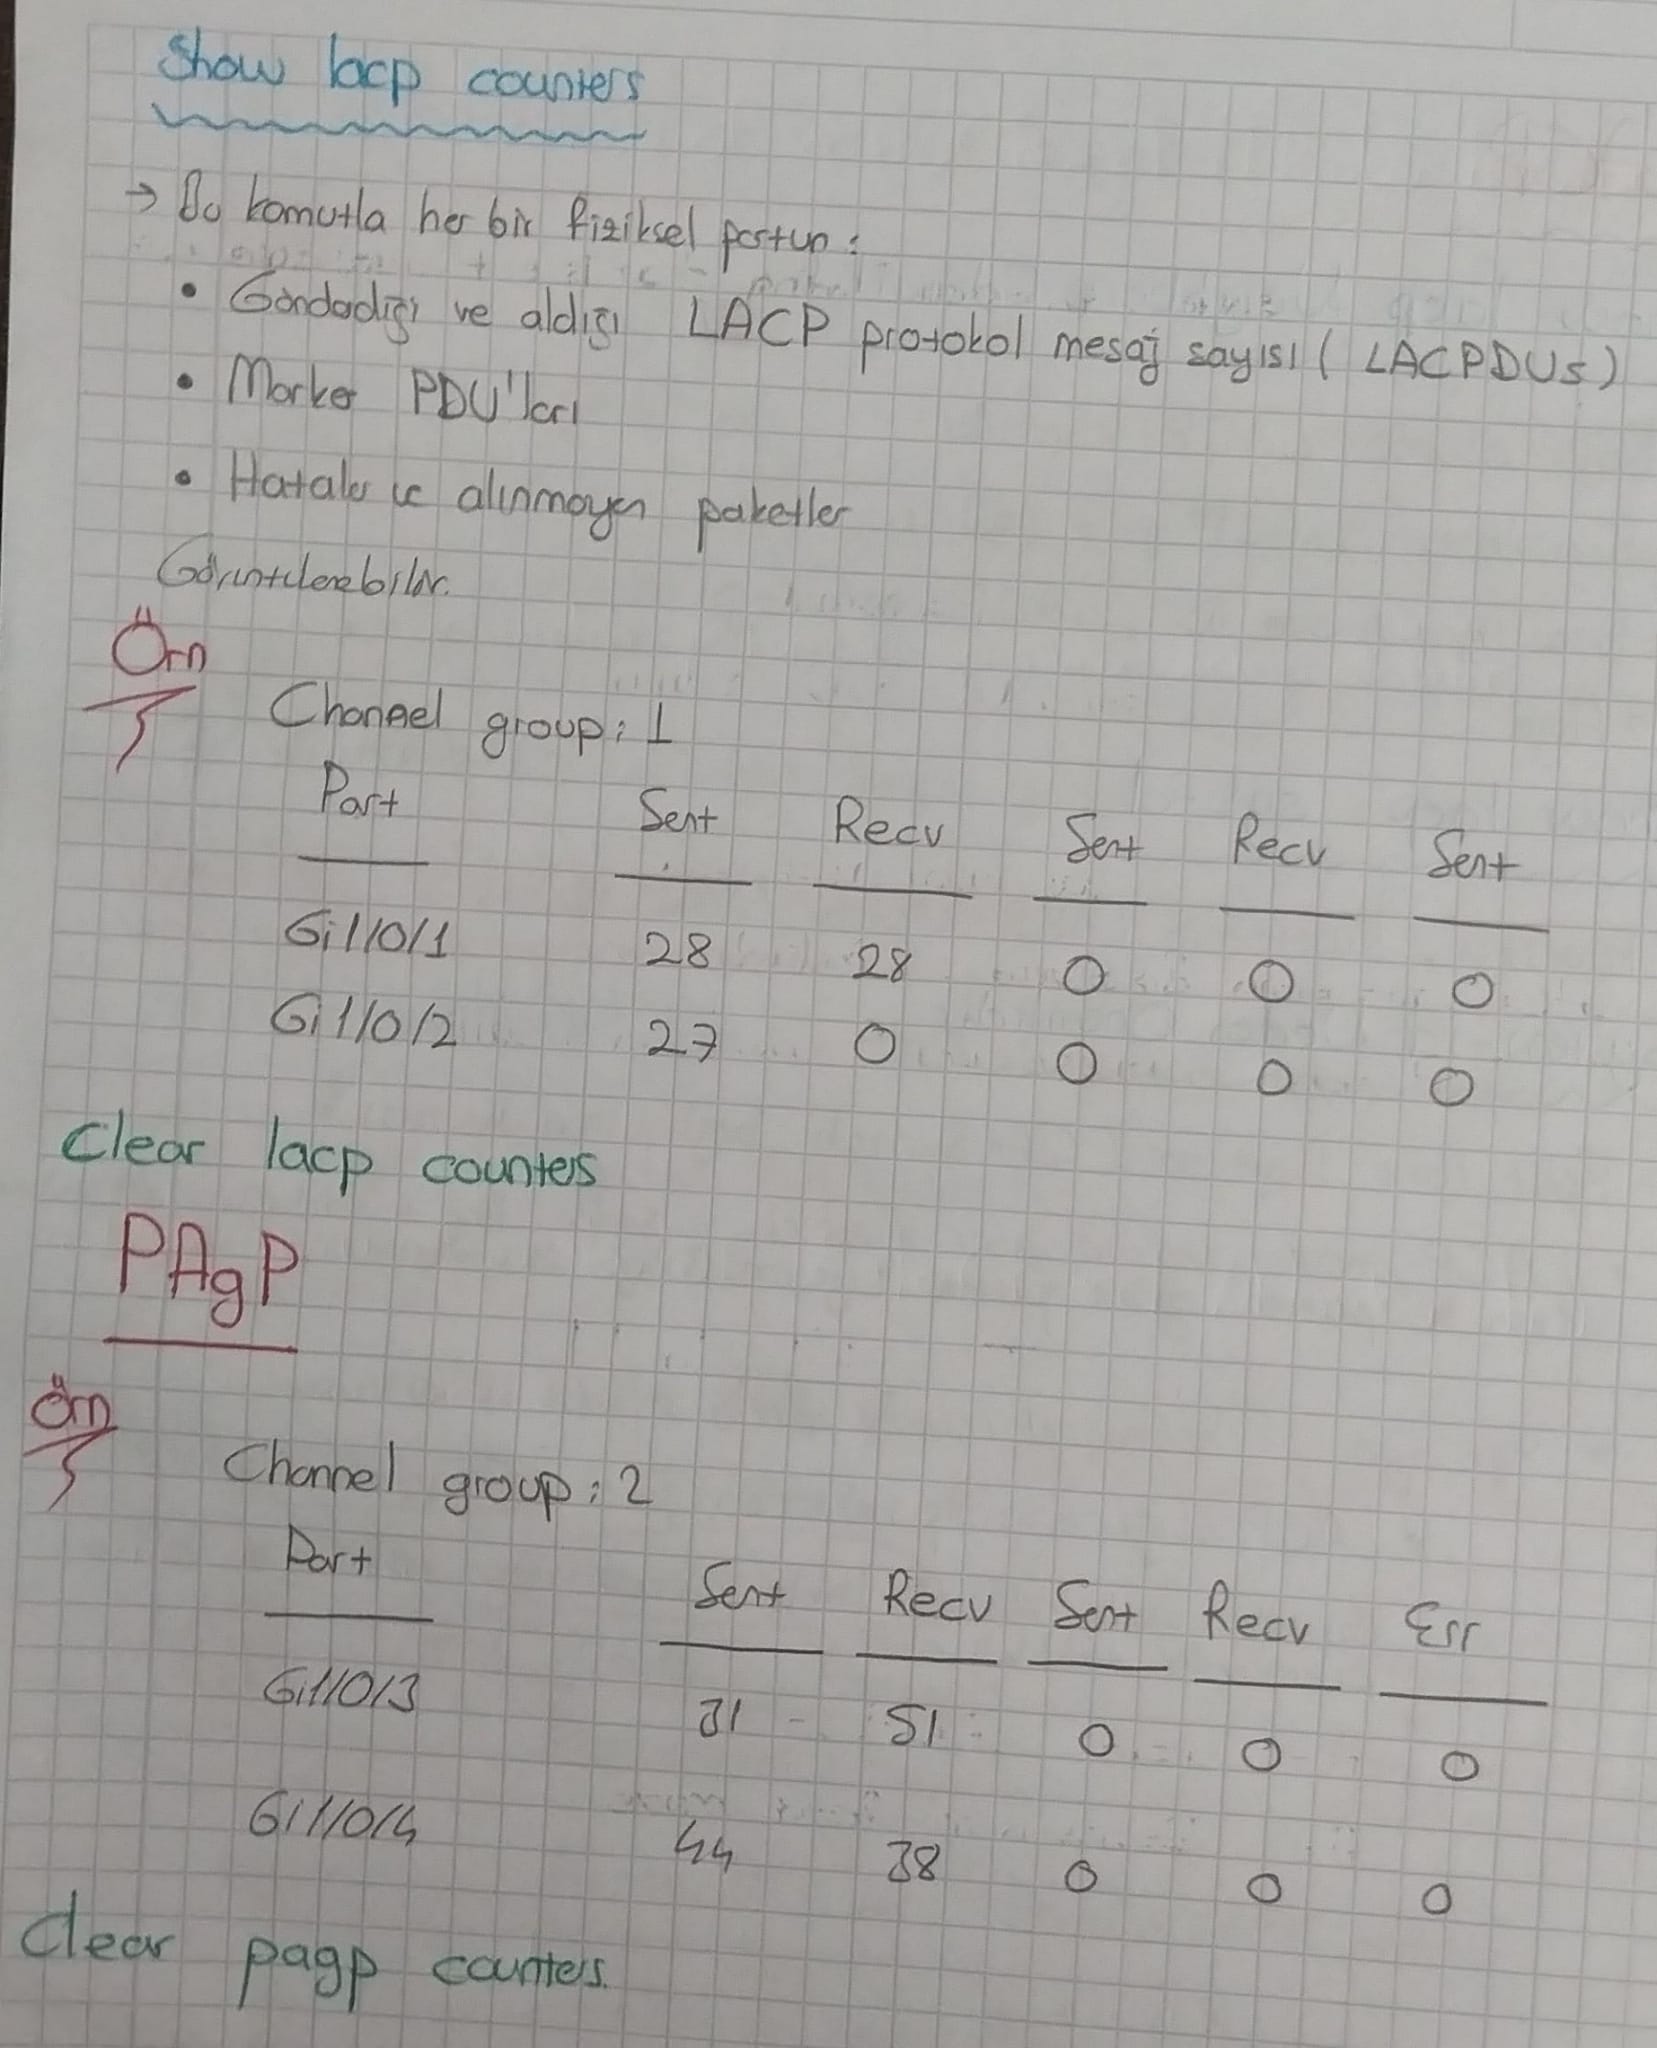 Show lacp counters
→ Bu komutla her bir fiziksel portun :
• Gönderdiği ve aldığı LACP protokol mesaj sayısı ( LACPDUs )
• Marker PDU'ları
• Hatalı ve alınmayan paketler
Görüntülenebilir.
Örn
Channel group : 1
Port Sent Recv Sent Recv Sent
Gi1/0/1 28 28 0 0 0
Gi1/0/2 27 0 0 0 0
Clear lacp counters
PAgP
Örn
Channel group : 2
Port Sent Recv Sent Recv Err
Gi1/0/3 31 51 0 0 0
Gi1/0/4 44 38 0 0 0
Clear pagp counters.